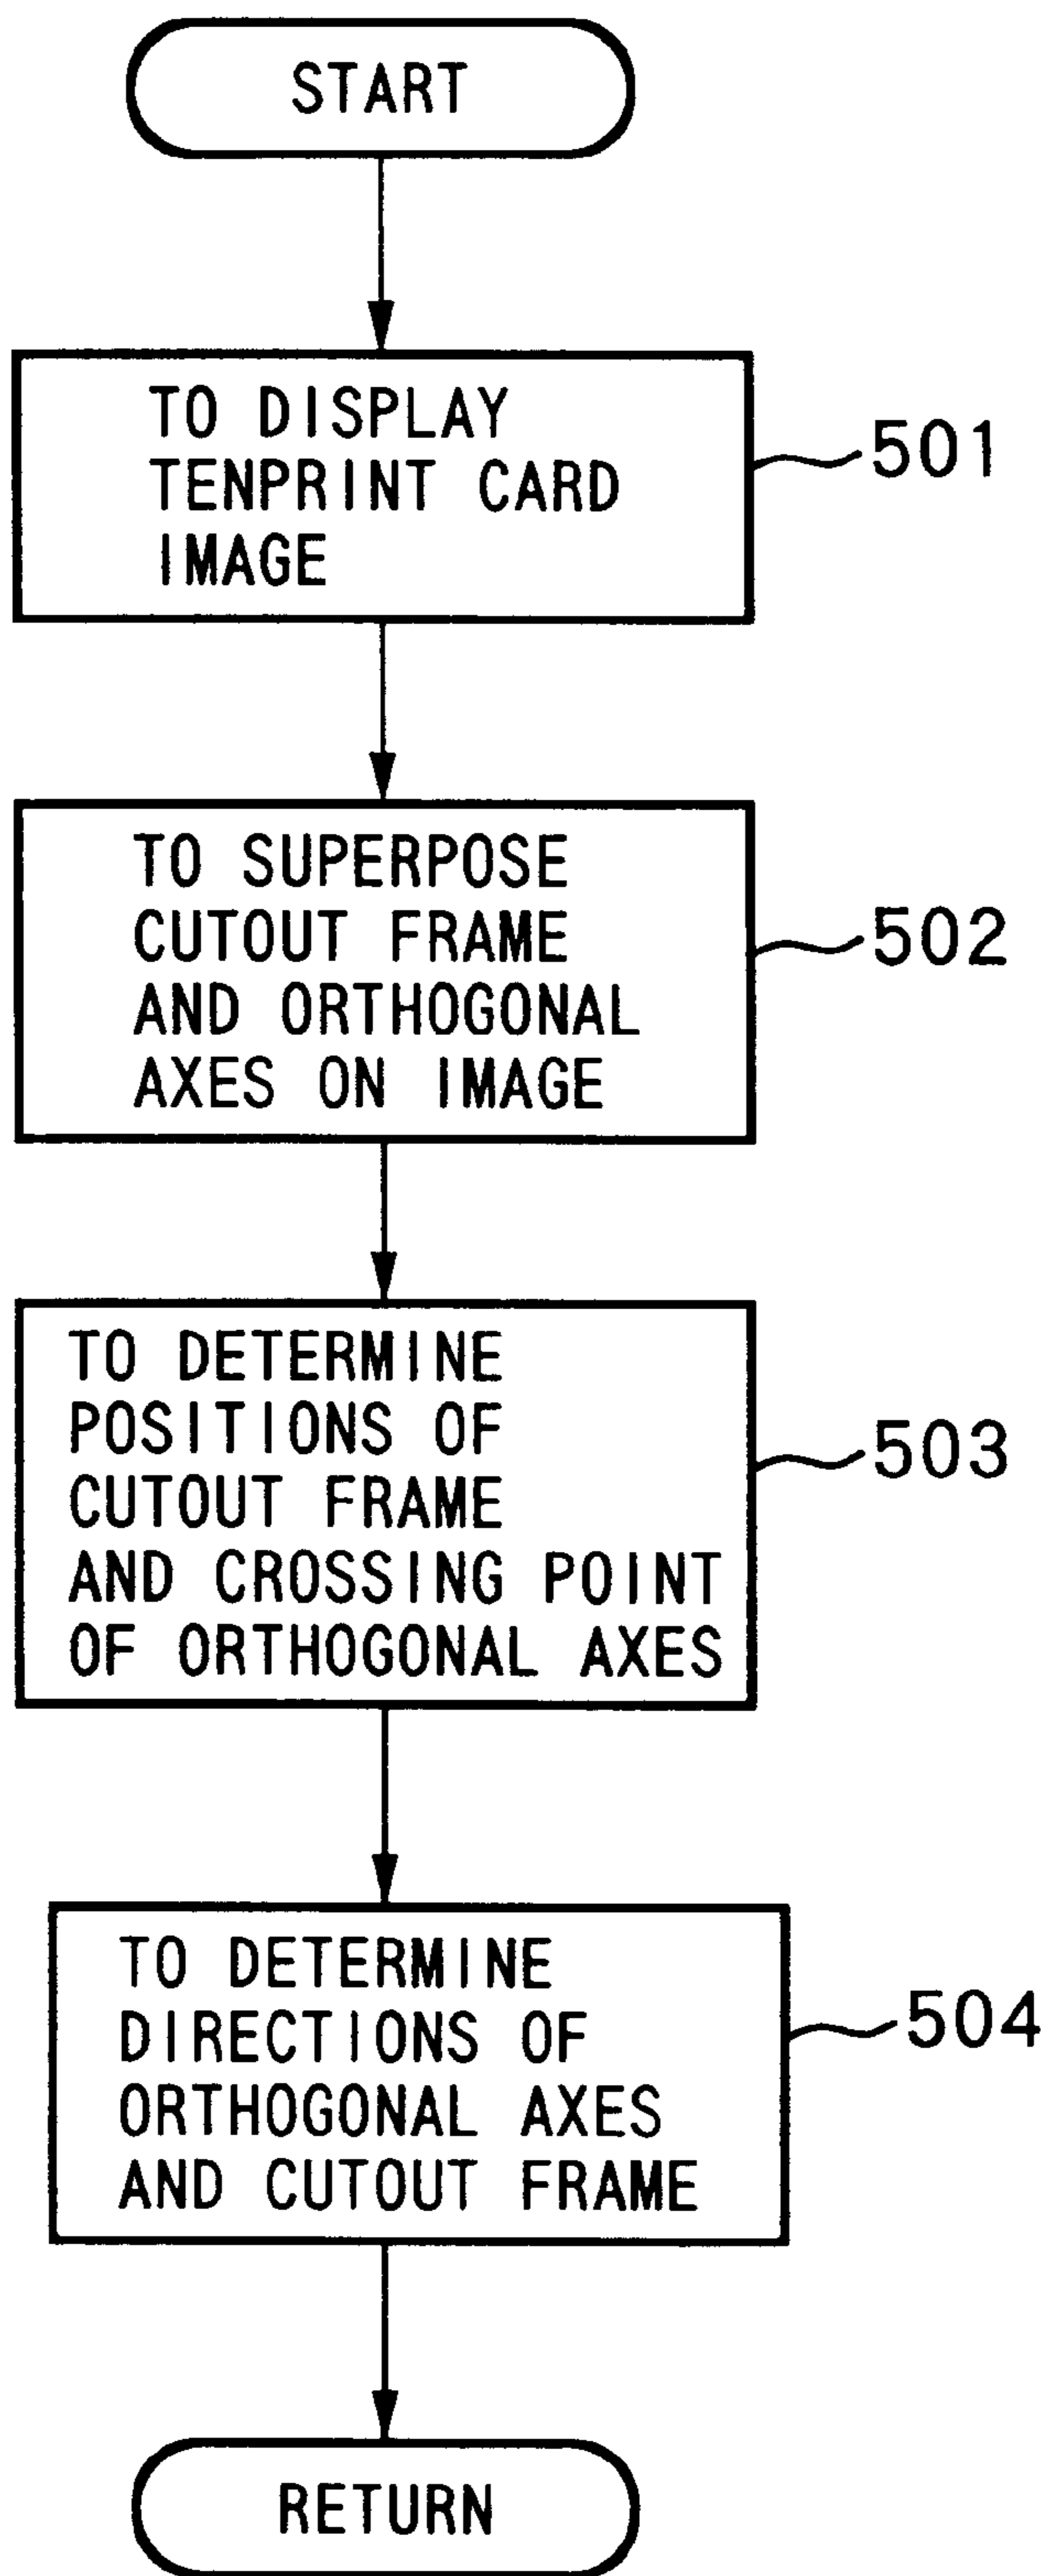 START
TO DISPLAY
TENPRINT CARD
IMAGE
501
TO SUPERPOSE
CUTOUT FRAME
AND ORTHOGONAL
AXES ON IMAGE
502
TO DETERMINE
POSITIONS OF
CUTOUT FRAME
AND CROSSING POINT
OF ORTHOGONAL AXES
503
TO DETERMINE
DIRECTIONS OF
ORTHOGONAL AXES
AND CUTOUT FRAME
504
RETURN